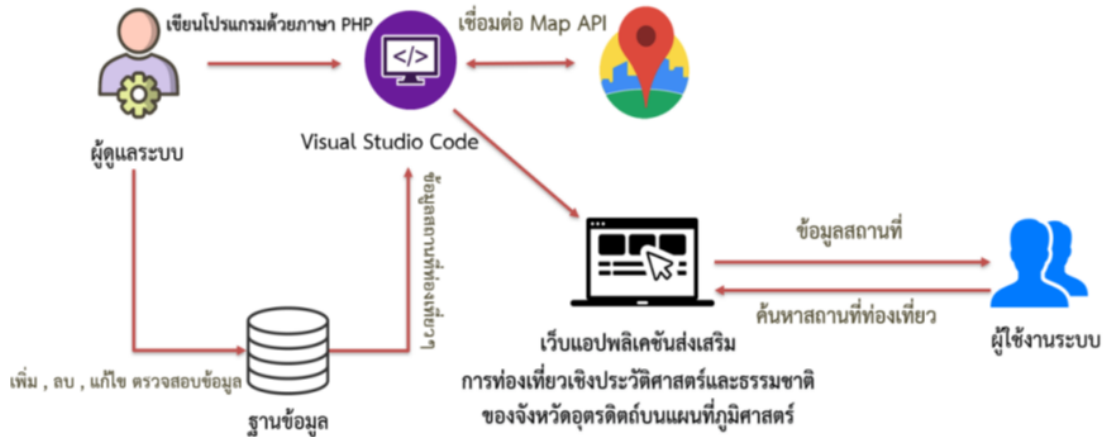 เขียนโปรแกรมด้วยภาษา PHP
เชื่อมต่อ Map API
ผู้ดูแลระบบ
Visual Studio Code
ข้อมูลสถานที่ท่องเที่ยวๆ
ข้อมูลสถานที่
ค้นหาสถานที่ท่องเที่ยว
ผู้ใช้งานระบบ
เว็บแอปพลิเคชันส่งเสริม
การท่องเที่ยวเชิงประวัติศาสตร์และธรรมชาติ
ของจังหวัดอุตรดิตถ์บนแผนที่ภูมิศาสตร์
เพิ่ม , ลบ , แก้ไข ตรวจสอบข้อมูล
ฐานข้อมูล